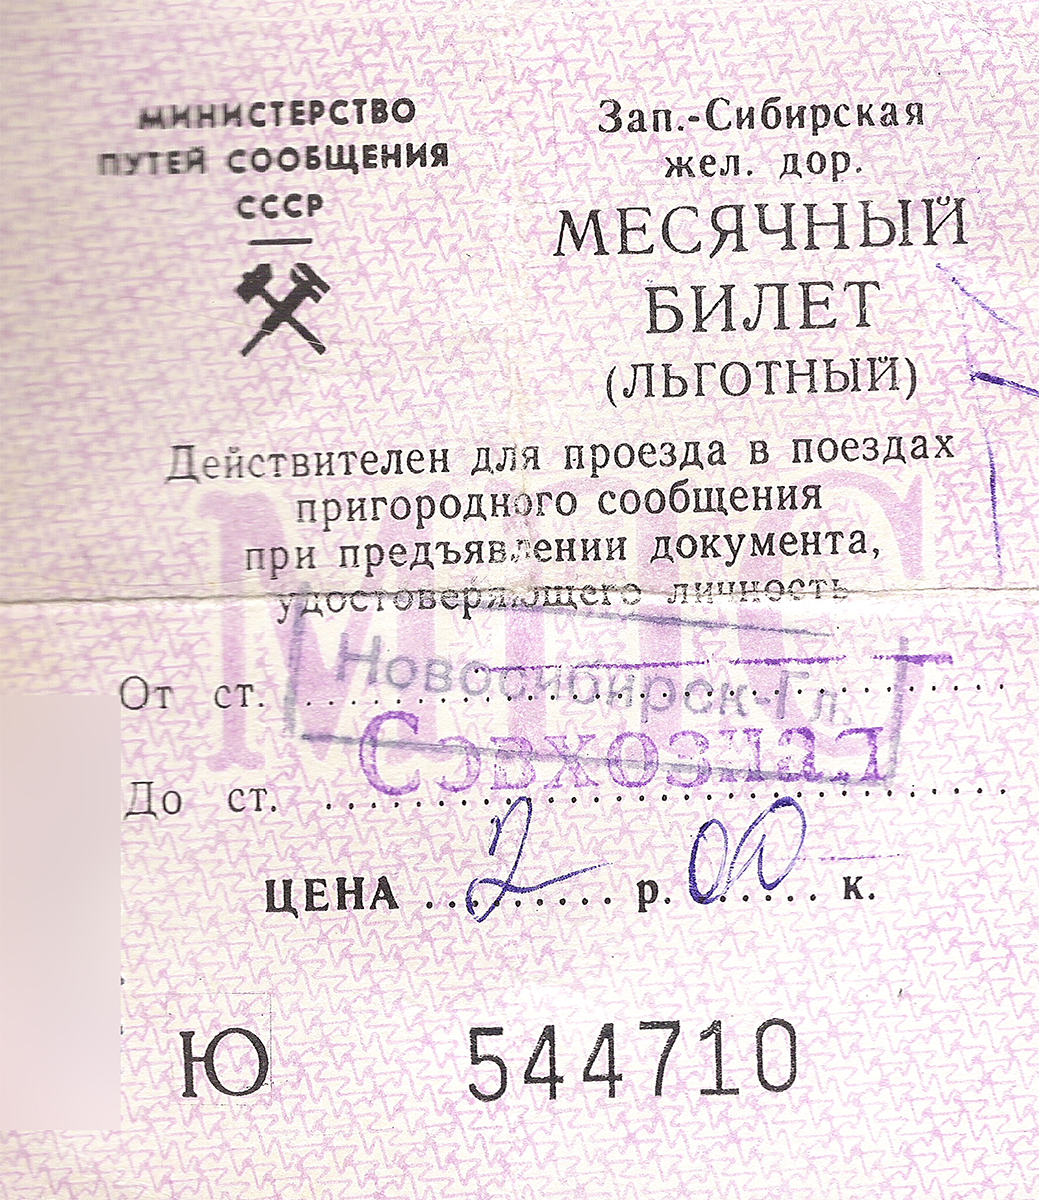 МИНИСТЕРСТВО
ПУТЕЙ СООБЩЕНИЯ
СССР
Зап.-Сибирская
жел. дор.
МЕСЯЧНЫЙ
БИЛЕТ
(ЛЬГОТНЫЙ)
МПС
Действителен для проезда в поездах
пригородного сообщения
при предъявлении документа,
удостоверяющего личность
От ст. Новосибирск-Гл.
До ст.
ЦЕНА 2 р. 00 к.
Ю 544710